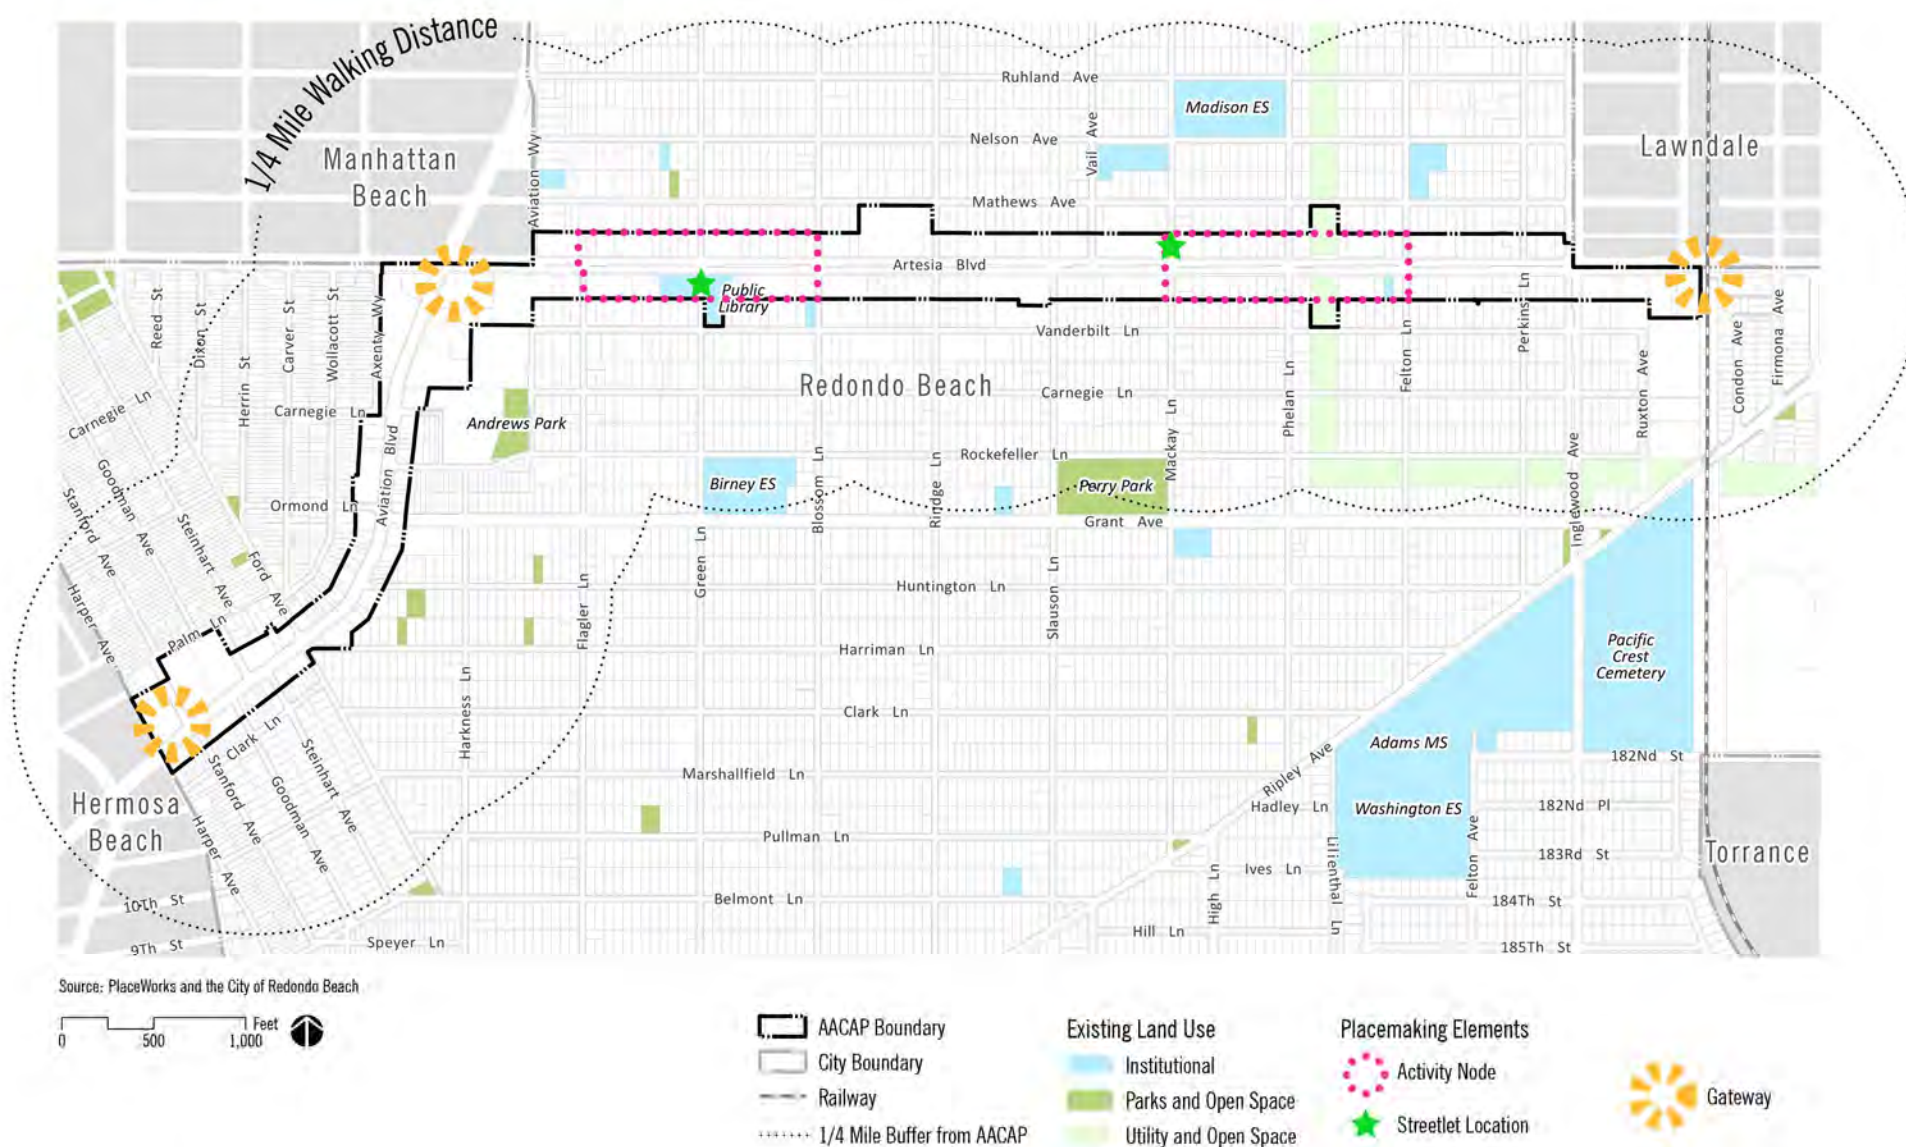 1/4 Mile Walking Distance
Manhattan
Beach
Lawndale
Ruhland Ave
Madison ES
Nelson Ave
Vail Ave
Mathews Ave
Aviation Wy
Artesia Blvd
Public
Library
Vanderbilt Ln
Reed St
Dixon St
Herrin St
Carver St
Wollacott St
Axenty Wy
Redondo Beach
Carnegie Ln
Carnegie Ln
Carnegie Ln
Andrews Park
Aviation Blvd
Perkins Ln
Felton Ln
Phelan Ln
Mackay Ln
Ruxton Ave
Condon Ave
Firmona Ave
Inglewood Ave
Rockefeller Ln
Birney ES
Blossom Ln
Rindge Ln
Perry Park
Grant Ave
Ormond Ln
Goodman Ave
Stanford Ave
Steinhart Ave
Ford Ave
Harper Ave
Palm Ln
Green Ln
Flagler Ln
Slauson Ln
Huntington Ln
Harriman Ln
Harkness Ln
Clark Ln
Clark Ln
Pacific
Crest
Cemetery
Adams MS
182Nd St
Ripley Ave
Marshallfield Ln
Hadley Ln
Washington ES
182Nd Pl
Hermosa
Beach
Stanford Ave
Goodman Ave
Steinhart Ave
Harper Ave
Pullman Ln
Lilienthal Ln
Felton Ave
183Rd St
Torrance
High Ln
Ives Ln
10Th St
Belmont Ln
184Th St
9Th St
Speyer Ln
Hill Ln
185Th St
Source: PlaceWorks and the City of Redondo Beach
Feet
0 500 1,000
AACAP Boundary
City Boundary
Railway
1/4 Mile Buffer from AACAP
Existing Land Use
Institutional
Parks and Open Space
Utility and Open Space
Placemaking Elements
Activity Node
Streetlet Location
Gateway